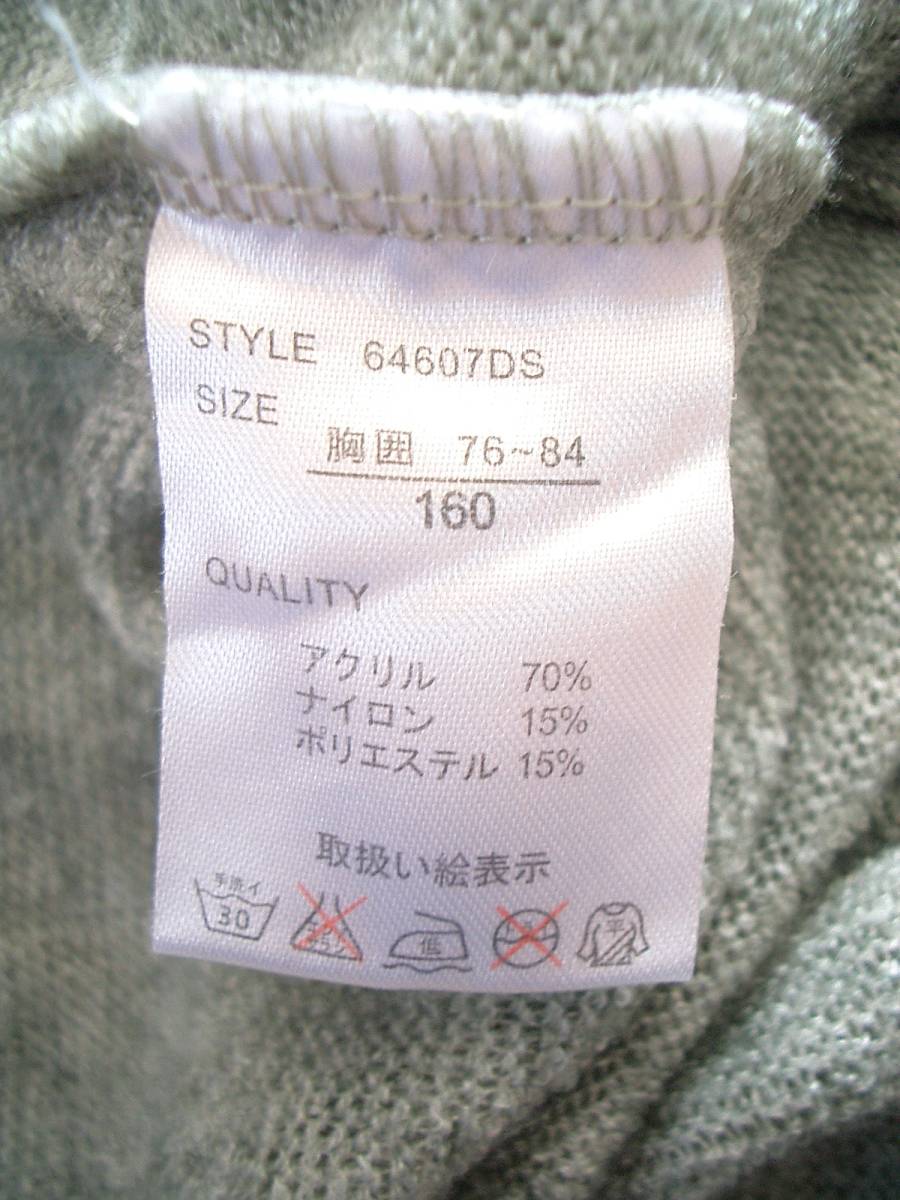 STYLE 64607DS
SIZE
胸囲 76~84
160
QUALITY
アクリル 70%
ナイロン 15%
ポリエステル 15%
取扱い絵表示
手洗イ
30
低
平